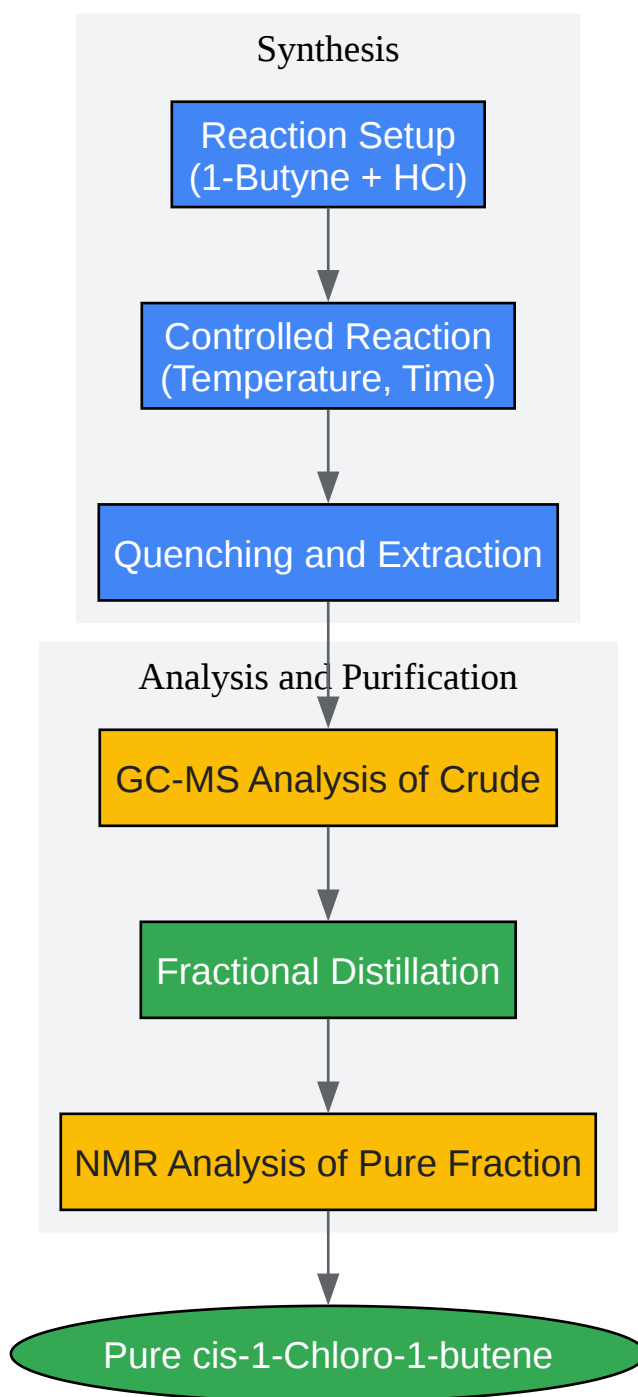 Synthesis
Reaction Setup
(1-Butyne + HCl)
Controlled Reaction
(Temperature, Time)
Quenching and Extraction
Analysis and Purification
GC-MS Analysis of Crude
Fractional Distillation
NMR Analysis of Pure Fraction
Pure cis-1-Chloro-1-butene